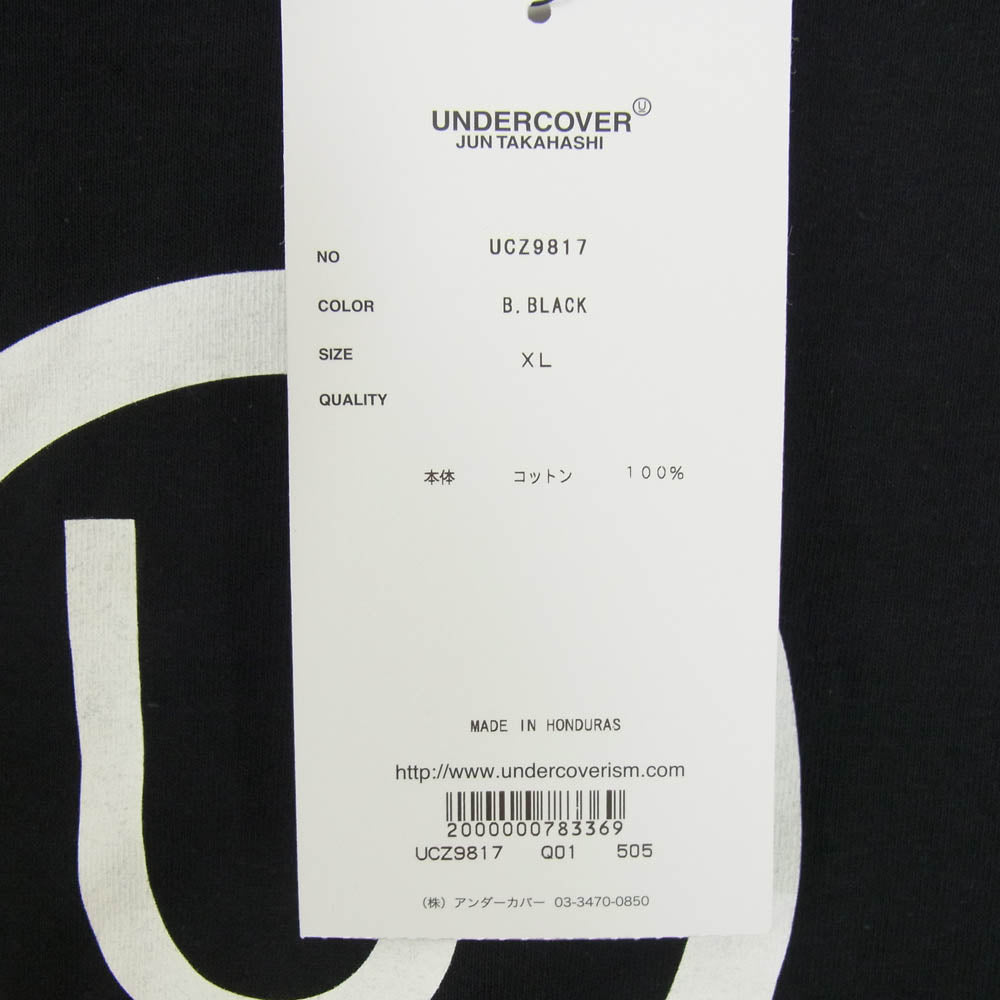 UNDERCOVER Ⓤ
JUN TAKAHASHI
NO UCZ9817
COLOR B.BLACK
SIZE XL
QUALITY
本体 コットン 100%
MADE IN HONDURAS
http://www.undercoverism.com
2000000783369
UCZ9817 Q01 505
(株) アンダーカバー 03-3470-0850
U